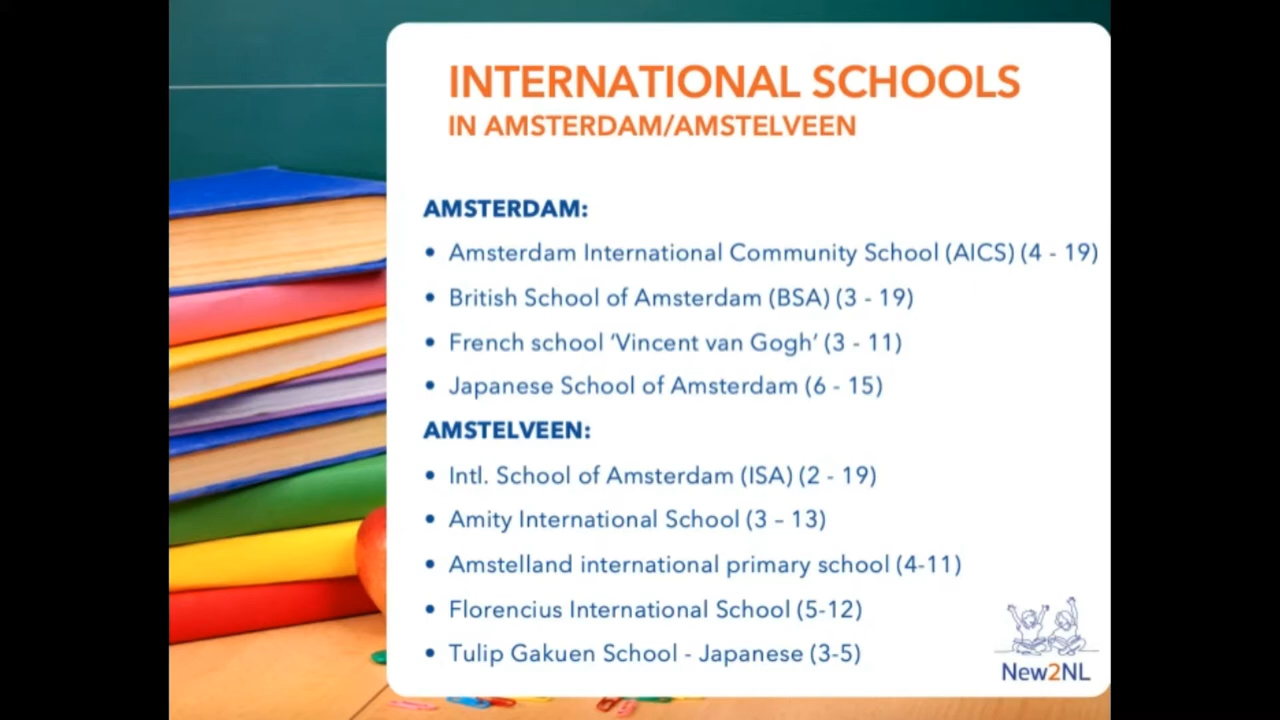 INTERNATIONAL SCHOOLS
IN AMSTERDAM/AMSTELVEEN
AMSTERDAM:
• Amsterdam International Community School (AICS) (4 - 19)
• British School of Amsterdam (BSA) (3 - 19)
• French school ‘Vincent van Gogh’ (3 - 11)
• Japanese School of Amsterdam (6 - 15)
AMSTELVEEN:
• Intl. School of Amsterdam (ISA) (2 - 19)
• Amity International School (3 – 13)
• Amstelland international primary school (4-11)
• Florencius International School (5-12)
• Tulip Gakuen School - Japanese (3-5)
New2NL